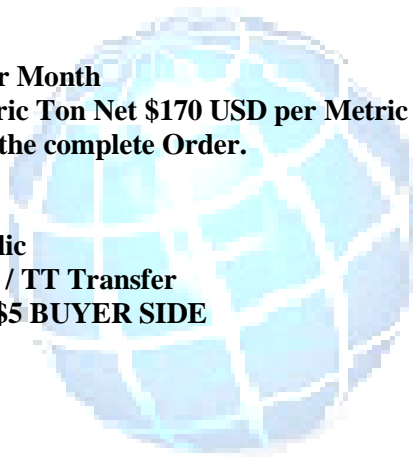 r Month
ric Ton Net $170 USD per Metric
the complete Order.
lic
/ TT Transfer
$5 BUYER SIDE